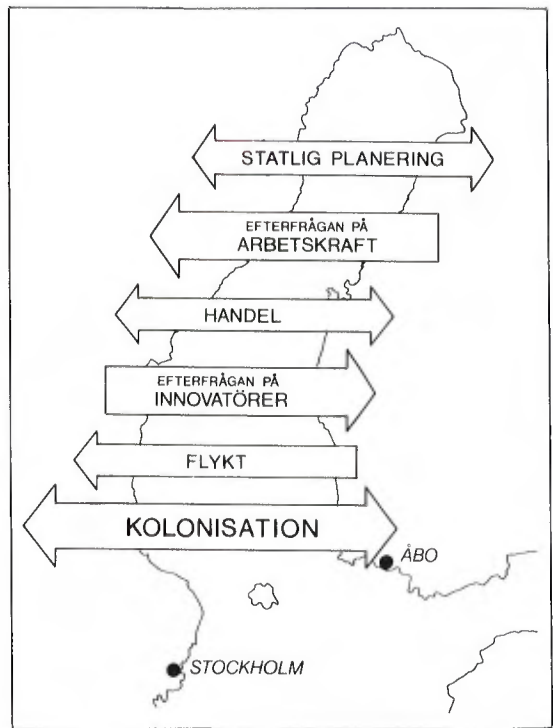 STATLIG PLANERING
EFTERFRÅGAN PÅ
ARBETSKRAFT
HANDEL
EFTERFRÅGAN PÅ
INNOVATÖRER
FLYKT
KOLONISATION
ÅBO
STOCKHOLM